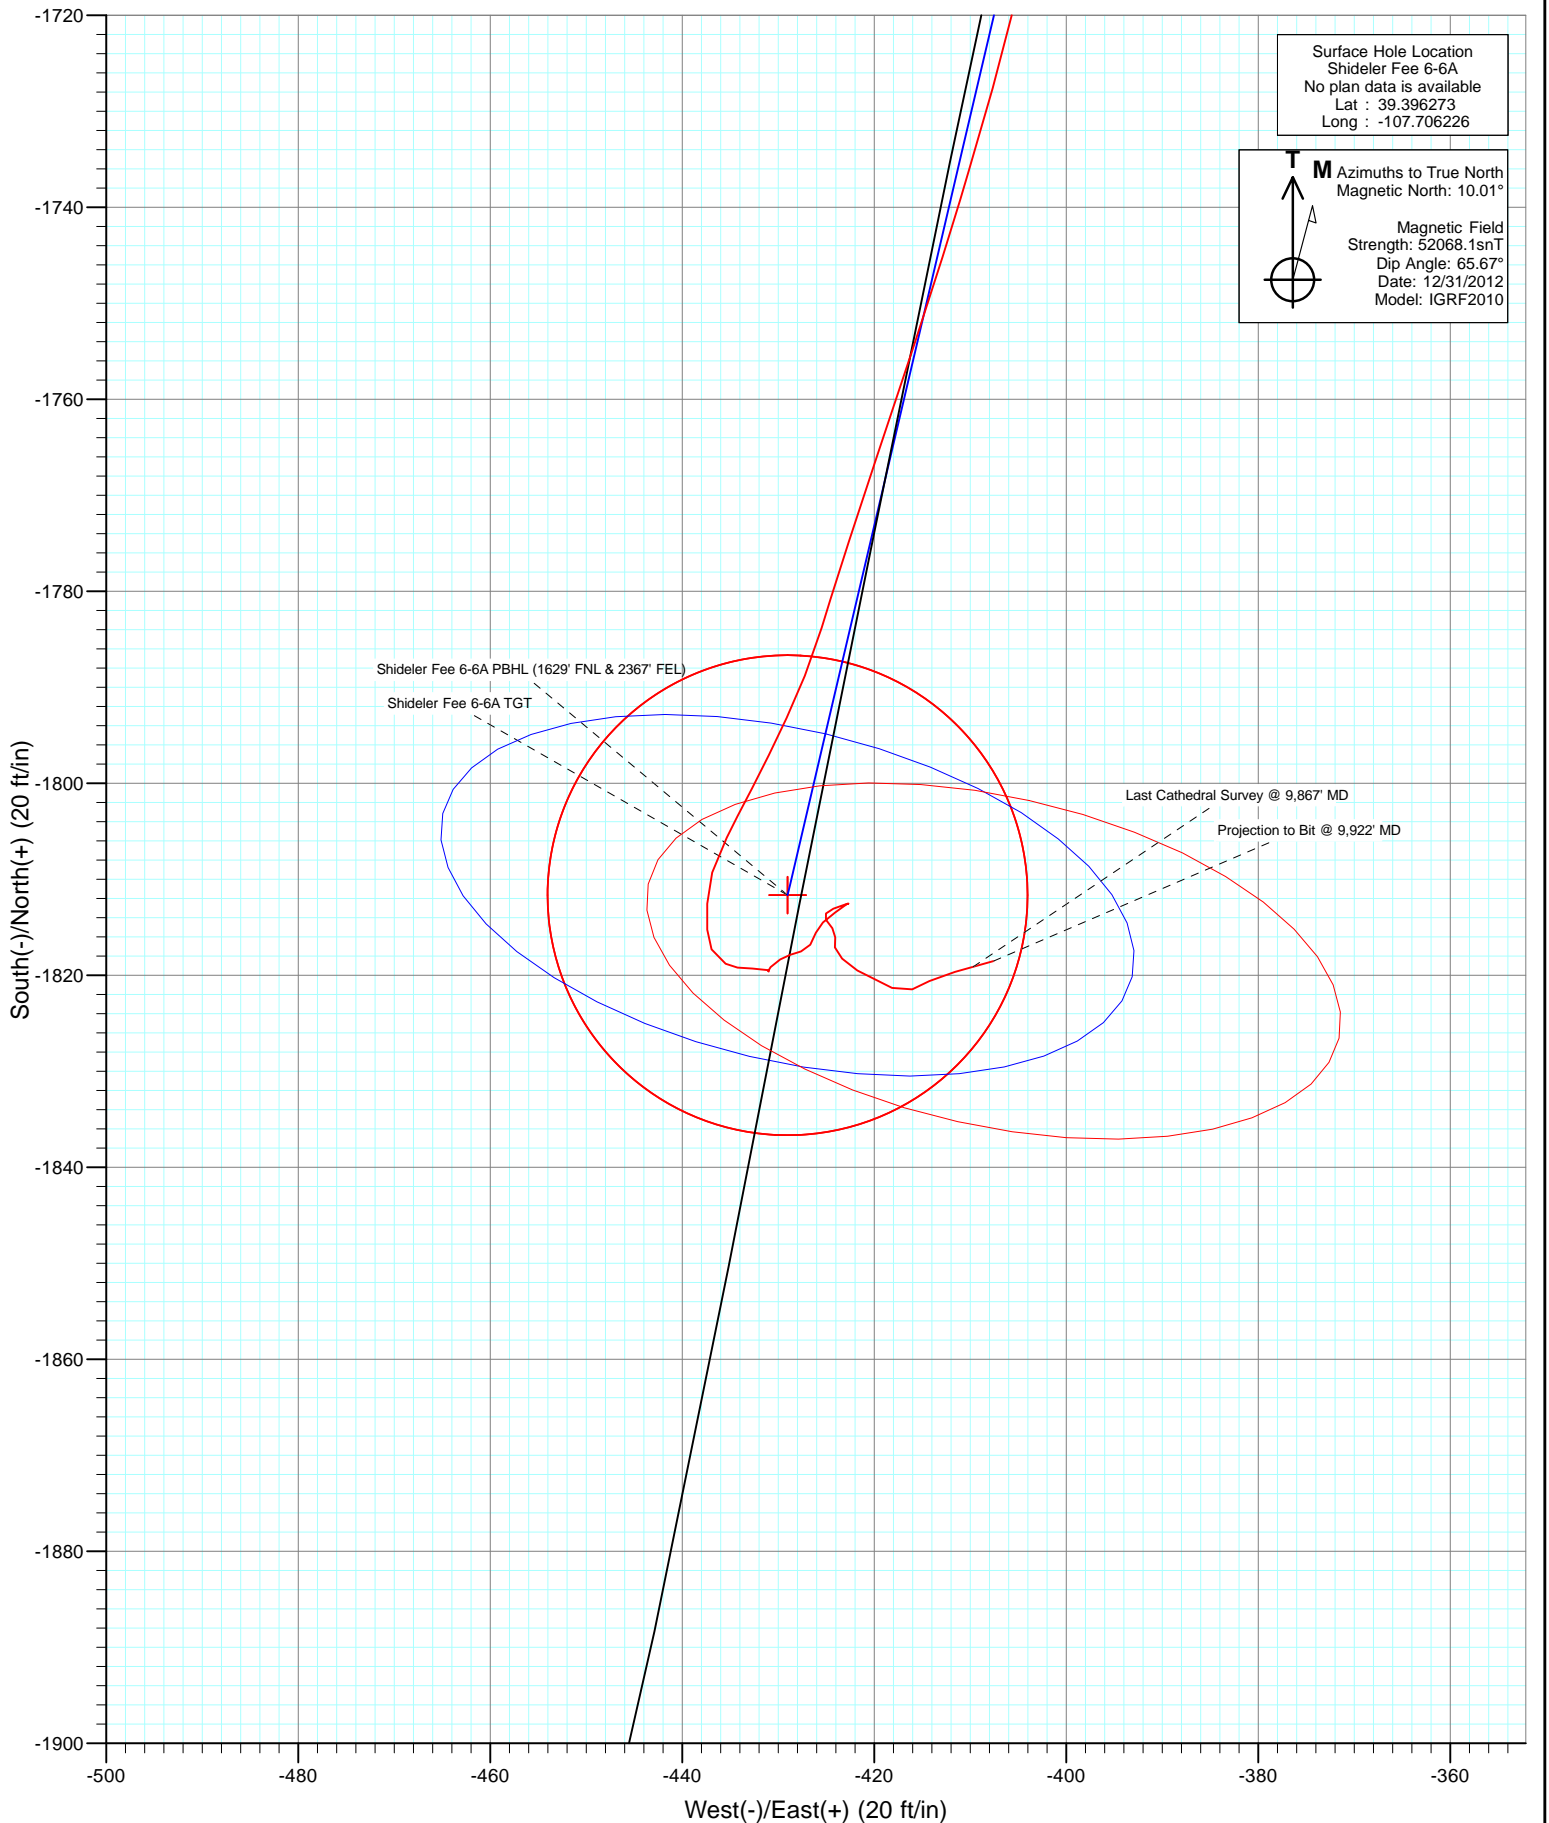 -1720
-1740
-1760
-1780
-1800
-1820
-1840
-1860
-1880
-1900
South(-)/North(+) (20 ft/in)
Surface Hole Location
Shideler Fee 6-6A
No plan data is available
Lat : 39.396273
Long : -107.706226
T
M
Azimuths to True North
Magnetic North: 10.01°
Magnetic Field
Strength: 52068.1snT
Dip Angle: 65.67°
Date: 12/31/2012
Model: IGRF2010
Shideler Fee 6-6A PBHL (1629' FNL & 2367' FEL)
Shideler Fee 6-6A TGT
Last Cathedral Survey @ 9,867' MD
Projection to Bit @ 9,922' MD
-500
-480
-460
-440
-420
-400
-380
-360
West(-)/East(+) (20 ft/in)